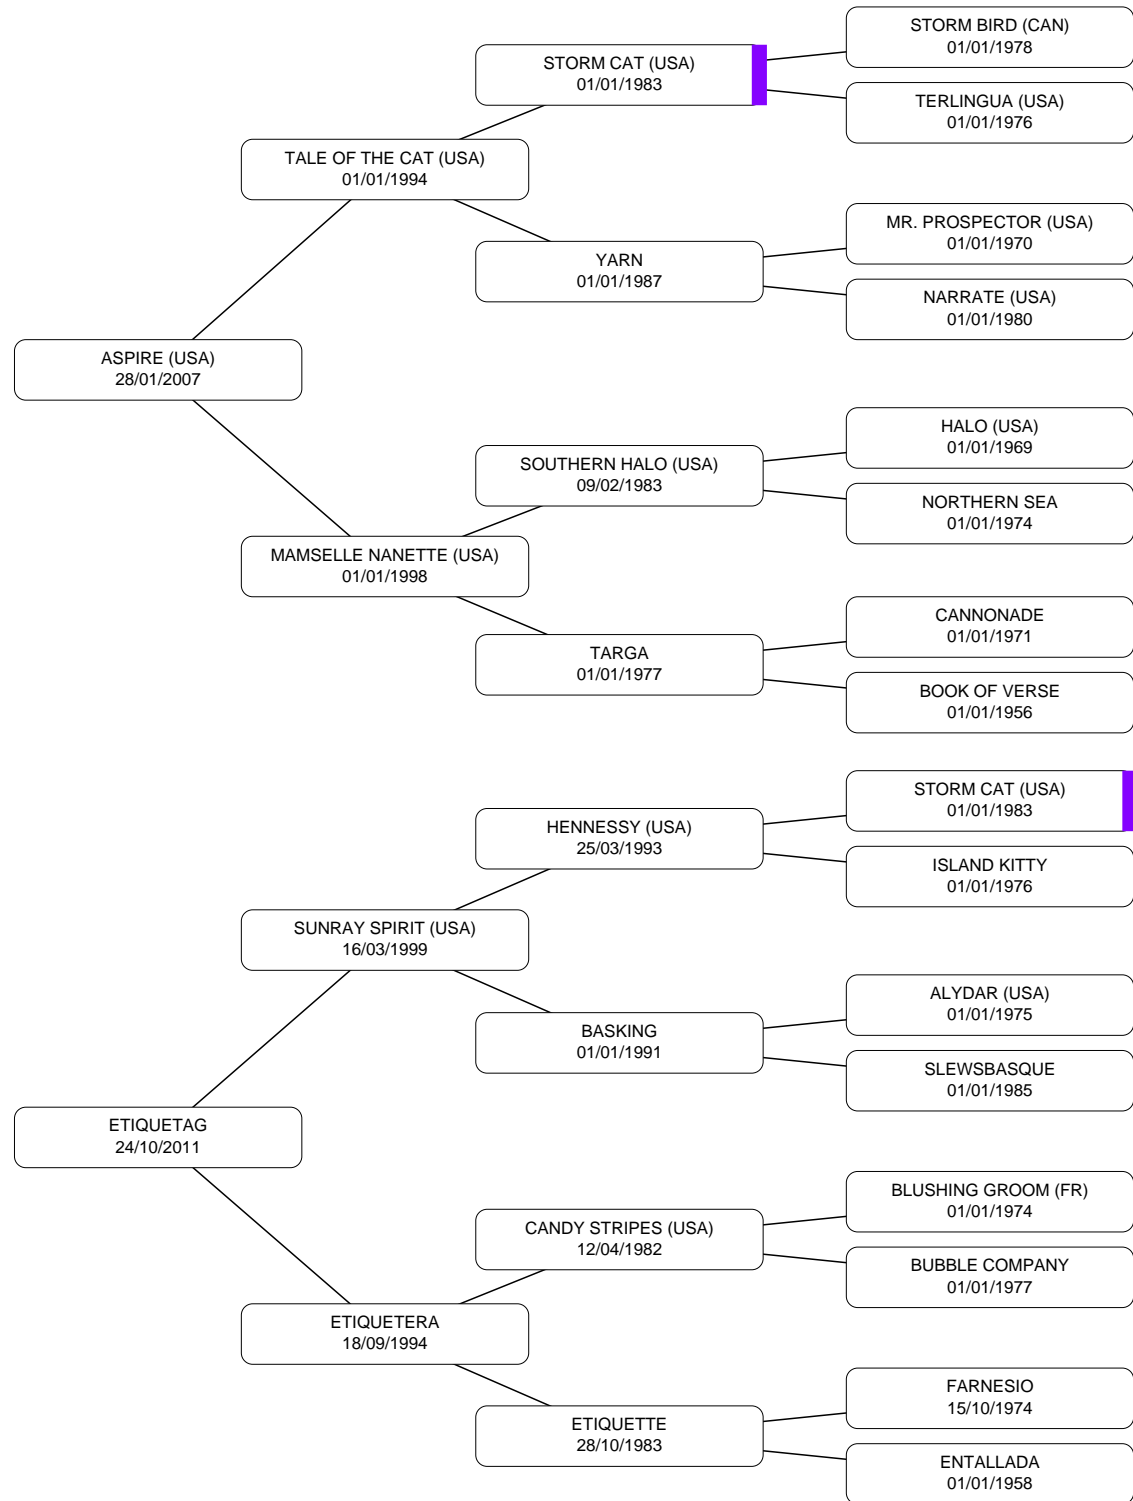 STORM BIRD (CAN)
01/01/1978
STORM CAT (USA)
01/01/1983
TERLINGUA (USA)
01/01/1976
TALE OF THE CAT (USA)
01/01/1994
MR. PROSPECTOR (USA)
01/01/1970
YARN
01/01/1987
NARRATE (USA)
01/01/1980
ASPIRE (USA)
28/01/2007
HALO (USA)
01/01/1969
SOUTHERN HALO (USA)
09/02/1983
NORTHERN SEA
01/01/1974
MAMSELLE NANETTE (USA)
01/01/1998
CANNONADE
01/01/1971
TARGA
01/01/1977
BOOK OF VERSE
01/01/1956
STORM CAT (USA)
01/01/1983
HENNESSY (USA)
25/03/1993
ISLAND KITTY
01/01/1976
SUNRAY SPIRIT (USA)
16/03/1999
ALYDAR (USA)
01/01/1975
BASKING
01/01/1991
SLEWSBASQUE
01/01/1985
ETIQUETAG
24/10/2011
BLUSHING GROOM (FR)
01/01/1974
CANDY STRIPES (USA)
12/04/1982
BUBBLE COMPANY
01/01/1977
ETIQUETERA
18/09/1994
FARNESIO
15/10/1974
ETIQUETTE
28/10/1983
ENTALLADA
01/01/1958